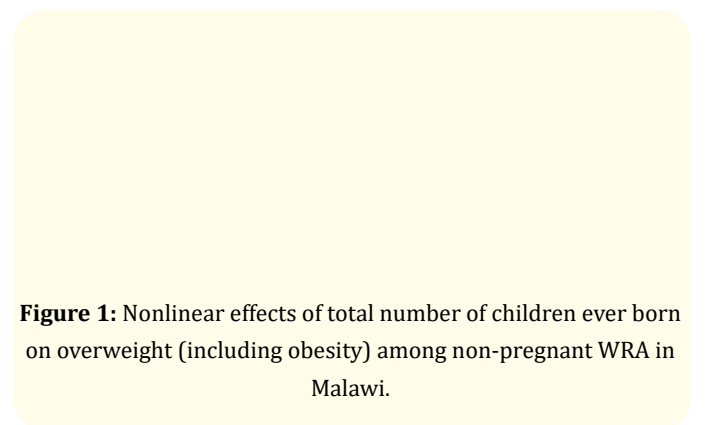 Figure 1: Nonlinear effects of total number of children ever born
on overweight (including obesity) among non-pregnant WRA in
Malawi.